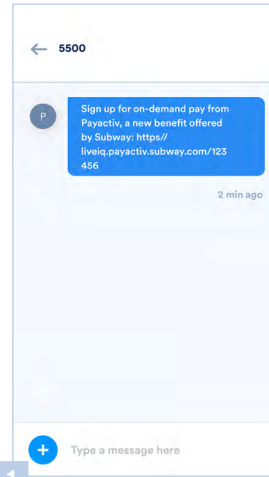 ← 5500
P
Sign up for on-demand pay from
Payactiv, a new benefit offered
by Subway: https//
liveiq.payactiv.subway.com/123
456
2 min ago
+ Type a message here
1